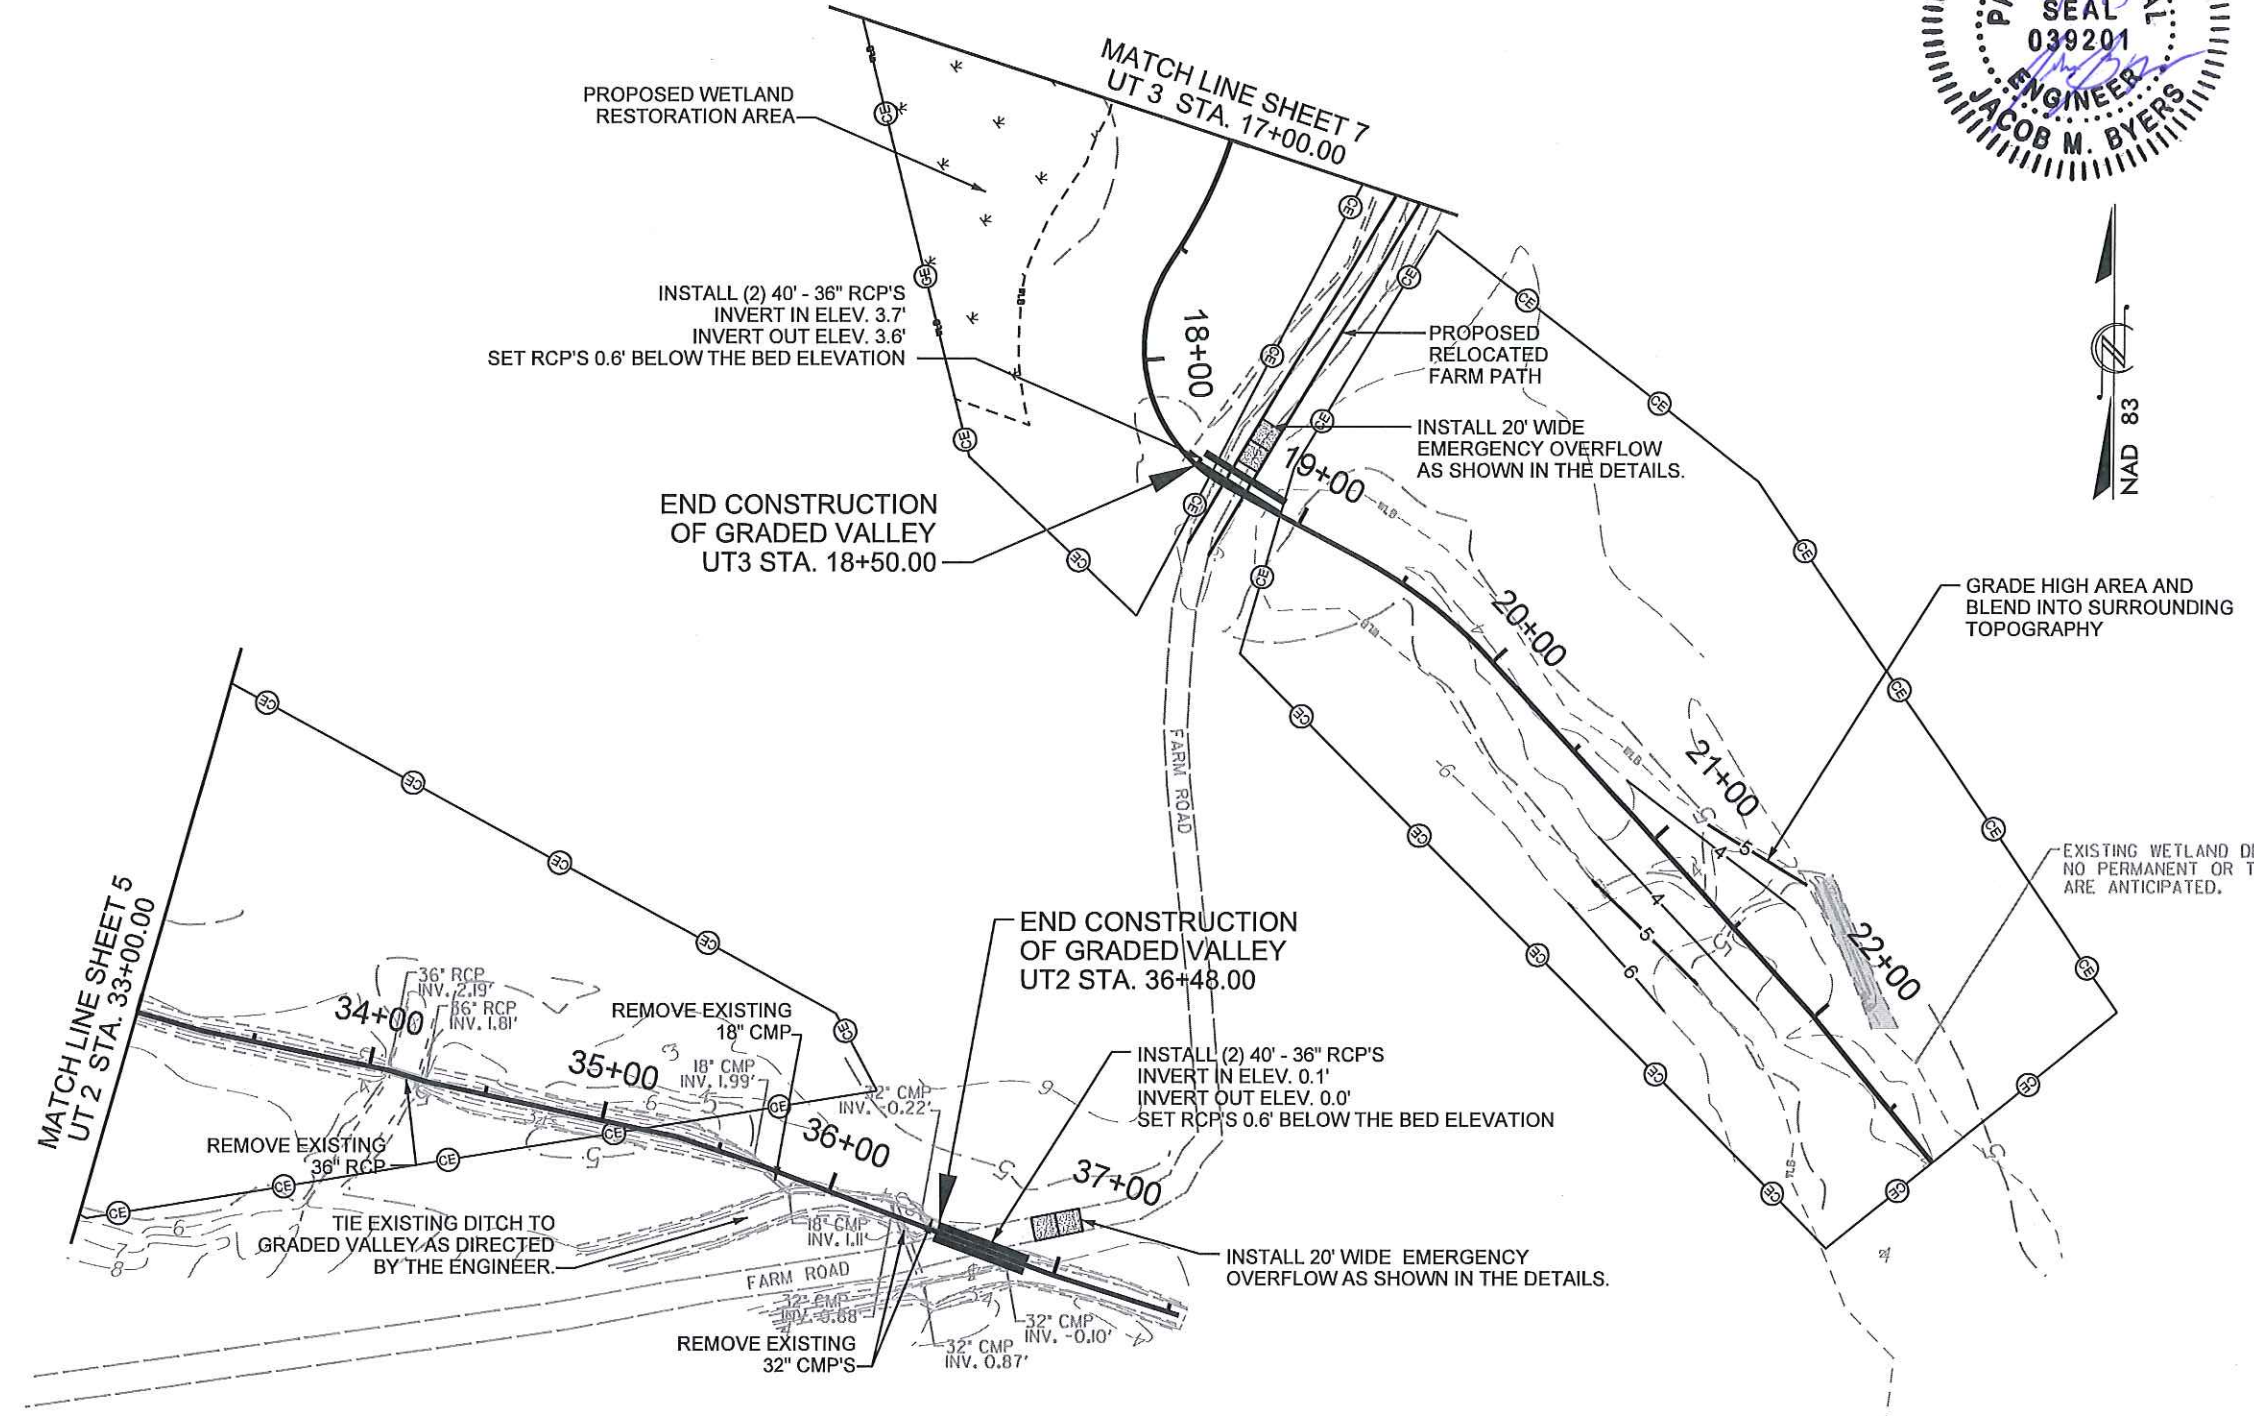 SEAL
039201
ENGINEER
JACOB M. BYERS
MATCH LINE SHEET 7
UT 3 STA. 17+00.00
PROPOSED WETLAND
RESTORATION AREA
INSTALL (2) 40' - 36" RCP'S
INVERT IN ELEV. 3.7'
INVERT OUT ELEV. 3.6'
SET RCP'S 0.6' BELOW THE BED ELEVATION
18+00
PROPOSED
RELOCATED
FARM PATH
INSTALL 20' WIDE
EMERGENCY OVERFLOW
AS SHOWN IN THE DETAILS.
19+00
NAD 83
END CONSTRUCTION
OF GRADED VALLEY
UT3 STA. 18+50.00
GRADE HIGH AREA AND
BLEND INTO SURROUNDING
TOPOGRAPHY
20+00
21+00
22+00
EXISTING WETLAND
NO PERMANENT OR
ARE ANTICIPATED.
FARM ROAD
MATCH LINE SHEET 5
UT 2 STA. 33+00.00
END CONSTRUCTION
OF GRADED VALLEY
UT2 STA. 36+48.00
36" RCP
INV. 2.19'
36" RCP
INV. 1.81'
34+00
REMOVE EXISTING
18" CMP
35+00
18" CMP
INV. 1.99'
32" CMP
INV. -0.22'
INSTALL (2) 40' - 36" RCP'S
INVERT IN ELEV. 0.1'
INVERT OUT ELEV. 0.0'
SET RCP'S 0.6' BELOW THE BED ELEVATION
REMOVE EXISTING
36" RCP
36+00
37+00
TIE EXISTING DITCH TO
GRADED VALLEY AS DIRECTED
BY THE ENGINEER.
18" CMP
INV. 1.11'
FARM ROAD
INSTALL 20' WIDE EMERGENCY
OVERFLOW AS SHOWN IN THE DETAILS.
32" CMP
REMOVE EXISTING
32" CMP'S
32" CMP
INV. -0.10'
32" CMP
INV. 0.87'